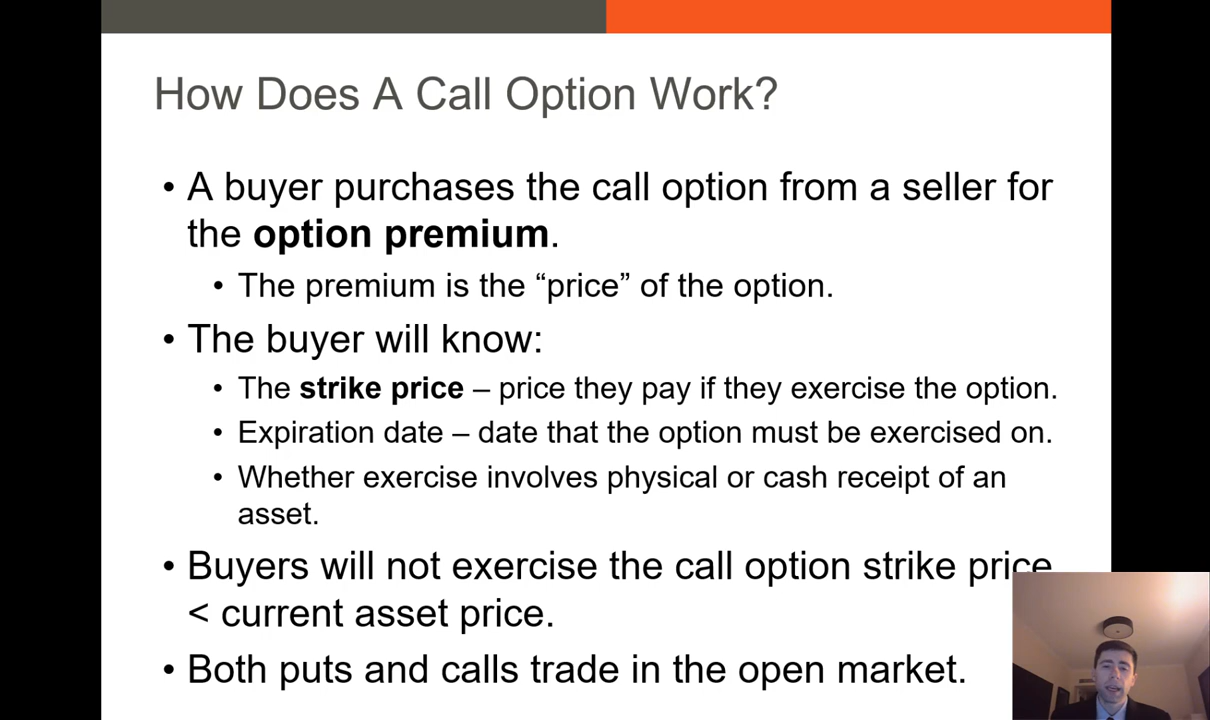 How Does A Call Option Work?
• A buyer purchases the call option from a seller for
the option premium.
• The premium is the “price” of the option.
• The buyer will know:
• The strike price – price they pay if they exercise the option.
• Expiration date – date that the option must be exercised on.
• Whether exercise involves physical or cash receipt of an
asset.
• Buyers will not exercise the call option strike price
< current asset price.
• Both puts and calls trade in the open market.